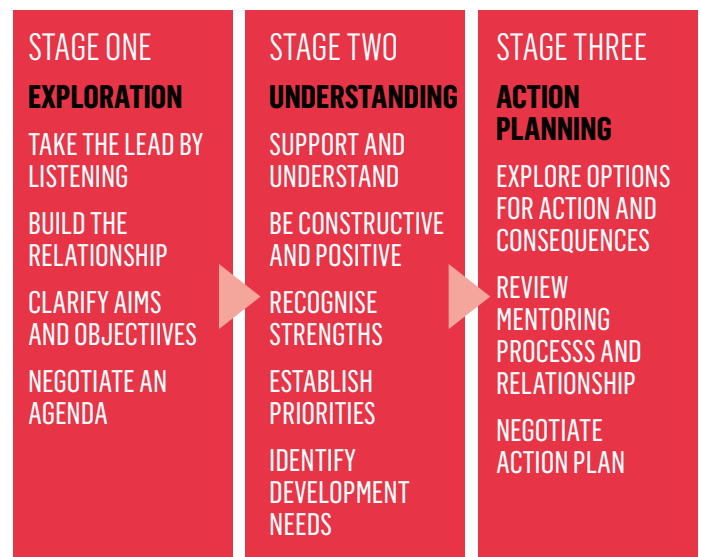 STAGE ONE
EXPLORATION
TAKE THE LEAD BY
LISTENING
BUILD THE
RELATIONSHIP
CLARIFY AIMS
AND OBJECTIIVES
NEGOTIATE AN
AGENDA
STAGE TWO
UNDERSTANDING
SUPPORT AND
UNDERSTAND
BE CONSTRUCTIVE
AND POSITIVE
RECOGNISE
STRENGTHS
ESTABLISH
PRIORITIES
IDENTIFY
DEVELOPMENT
NEEDS
STAGE THREE
ACTION
PLANNING
EXPLORE OPTIONS
FOR ACTION AND
CONSEQUENCES
REVIEW
MENTORING
PROCESSS AND
RELATIONSHIP
NEGOTIATE
ACTION PLAN